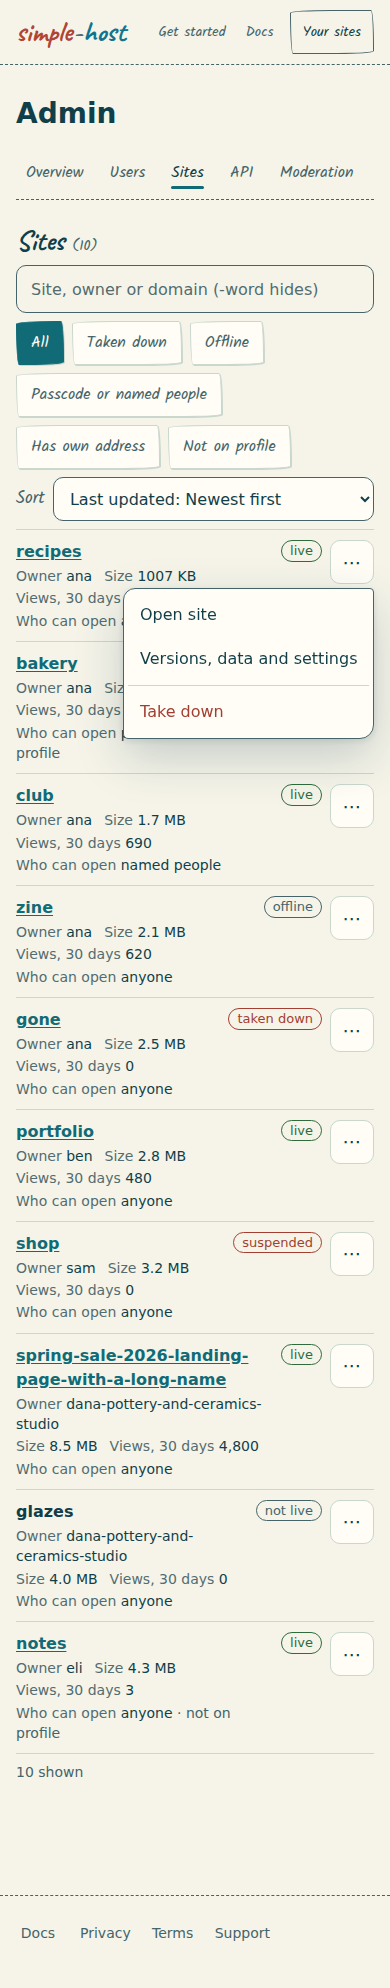 simple-host Get started Docs Your sites
Admin
Overview Users Sites API Moderation
Sites (10)
Site, owner or domain (-word hides)
All Taken down Offline
Passcode or named people
Has own address Not on profile
Sort Last updated: Newest first
recipes live ...
Owner ana Size 1007 KB
Views, 30 days
Who can open
Open site
Versions, data and settings
Take down
bakery
Owner ana
Views, 30 days
Who can open
profile
club live ...
Owner ana Size 1.7 MB
Views, 30 days 690
Who can open named people
zine offline ...
Owner ana Size 2.1 MB
Views, 30 days 620
Who can open anyone
gone taken down ...
Owner ana Size 2.5 MB
Views, 30 days 0
Who can open anyone
portfolio live ...
Owner ben Size 2.8 MB
Views, 30 days 480
Who can open anyone
shop suspended ...
Owner sam Size 3.2 MB
Views, 30 days 0
Who can open anyone
spring-sale-2026-landing- live ...
page-with-a-long-name
Owner dana-pottery-and-ceramics-
studio
Size 8.5 MB Views, 30 days 4,800
Who can open anyone
glazes not live ...
Owner dana-pottery-and-
ceramics-studio
Size 4.0 MB Views, 30 days 0
Who can open anyone
notes live ...
Owner eli Size 4.3 MB
Views, 30 days 3
Who can open anyone · not on
profile
10 shown
Docs Privacy Terms Support